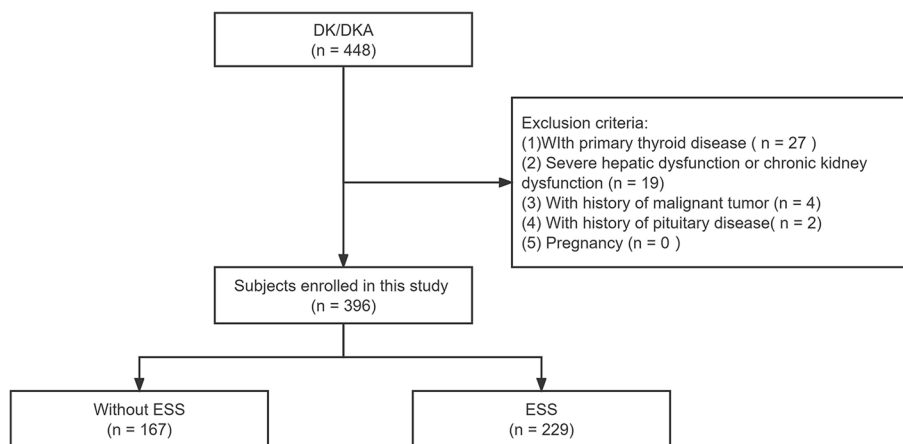 DK/DKA
(n = 448)
Exclusion criteria:
(1)WIth primary thyroid disease ( n = 27 )
(2) Severe hepatic dysfunction or chronic kidney
dysfunction (n = 19)
(3) With history of malignant tumor (n = 4)
(4) With history of pituitary disease( n = 2)
(5) Pregnancy (n = 0 )
Subjects enrolled in this study
(n = 396)
Without ESS
(n = 167)
ESS
(n = 229)